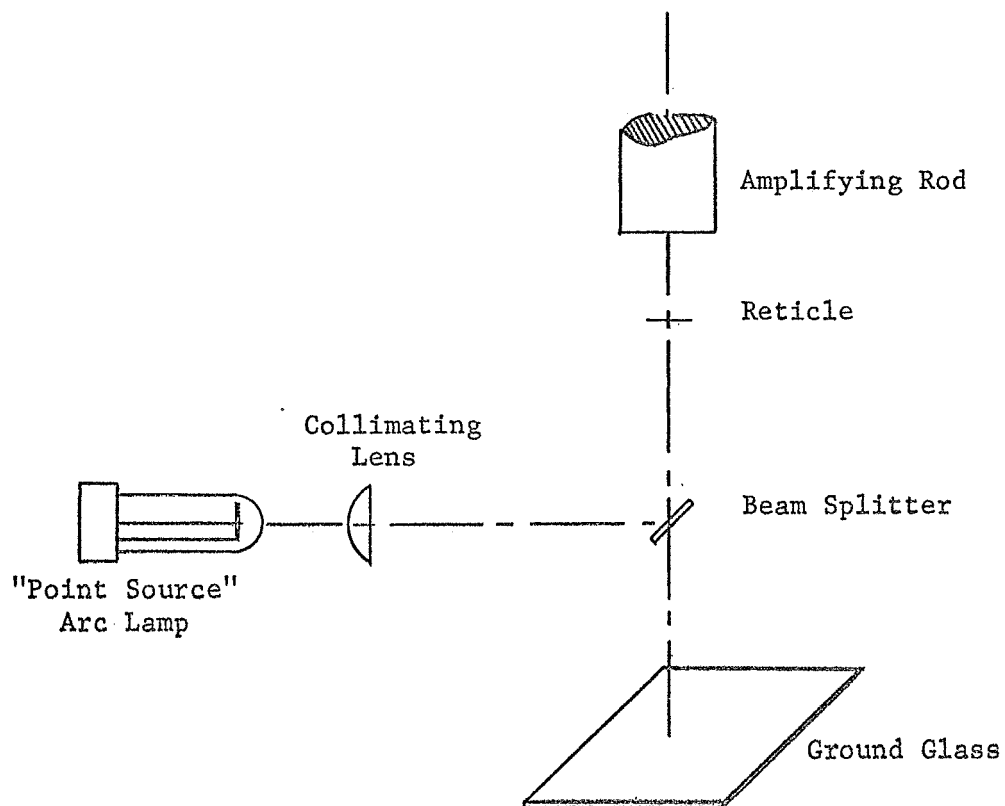 Amplifying Rod
Reticle
Collimating
Lens
Beam Splitter
"Point Source"
Arc Lamp
Ground Glass